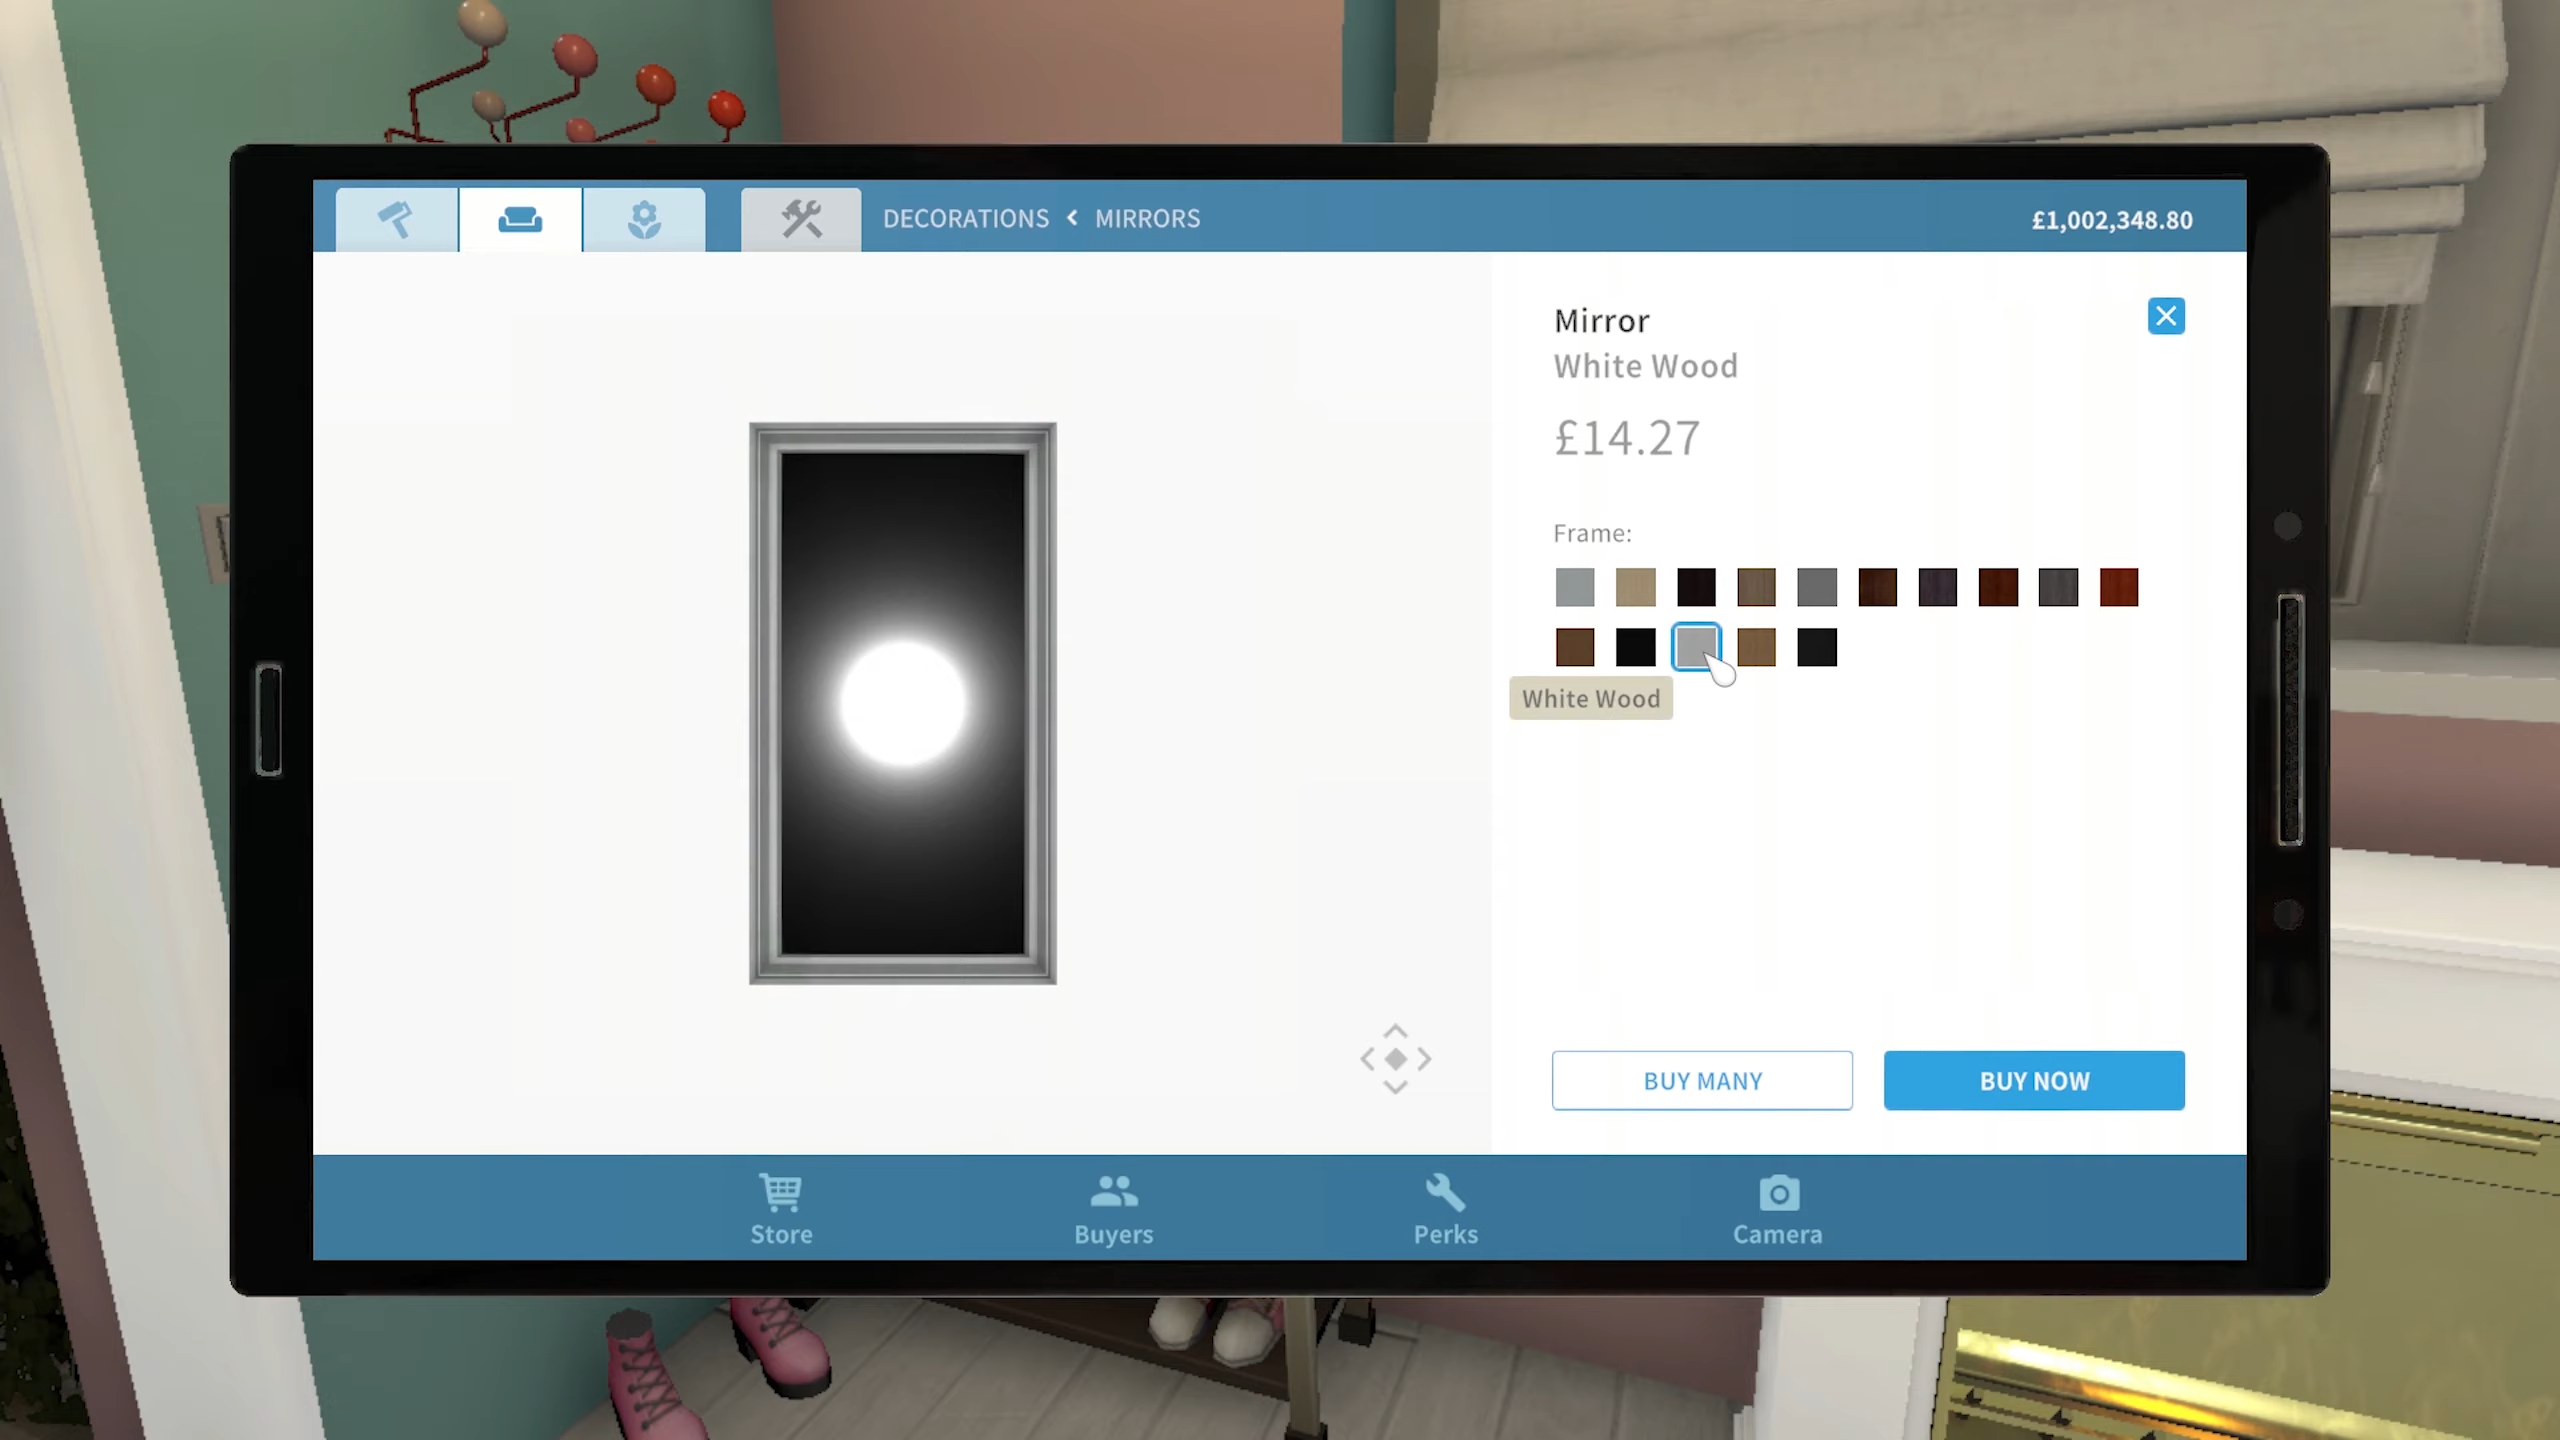 DECORATIONS < MIRRORS
£1,002,348.80
Mirror
White Wood
£14.27
Frame:
White Wood
BUY MANY
BUY NOW
Store
Buyers
Perks
Camera